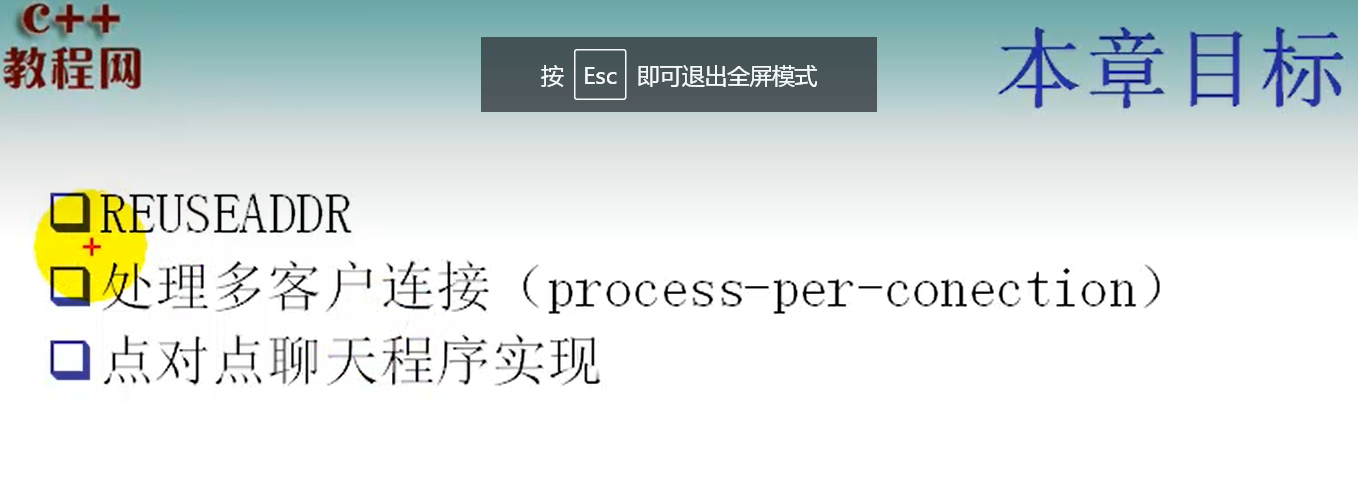 c++
教程网
按 Esc 即可退出全屏模式
本章目标
REUSEADDR
处理多客户连接（process-per-conection）
点对点聊天程序实现